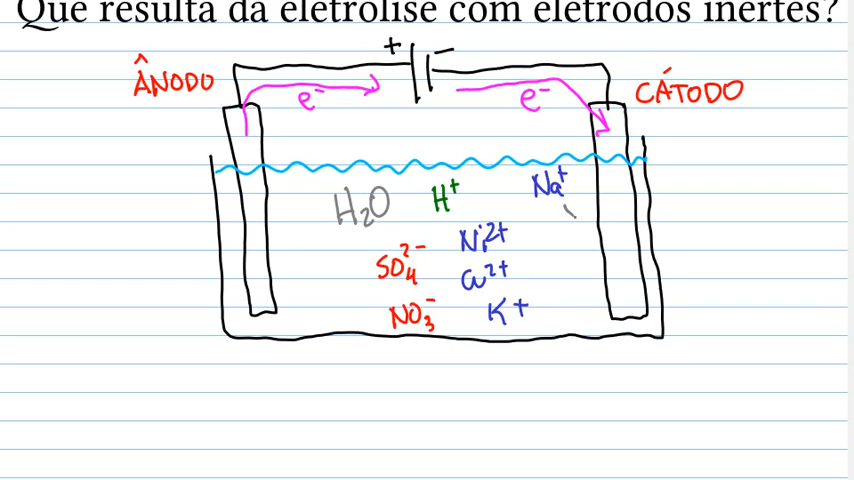 Que resulta da eletrólise com eletrodos inertes?
+ −
ÂNODO e⁻ e⁻ CÁTODO
H₂O H⁺ Na⁺
Ni²⁺
SO₄²⁻ Cu²⁺
NO₃⁻ K⁺